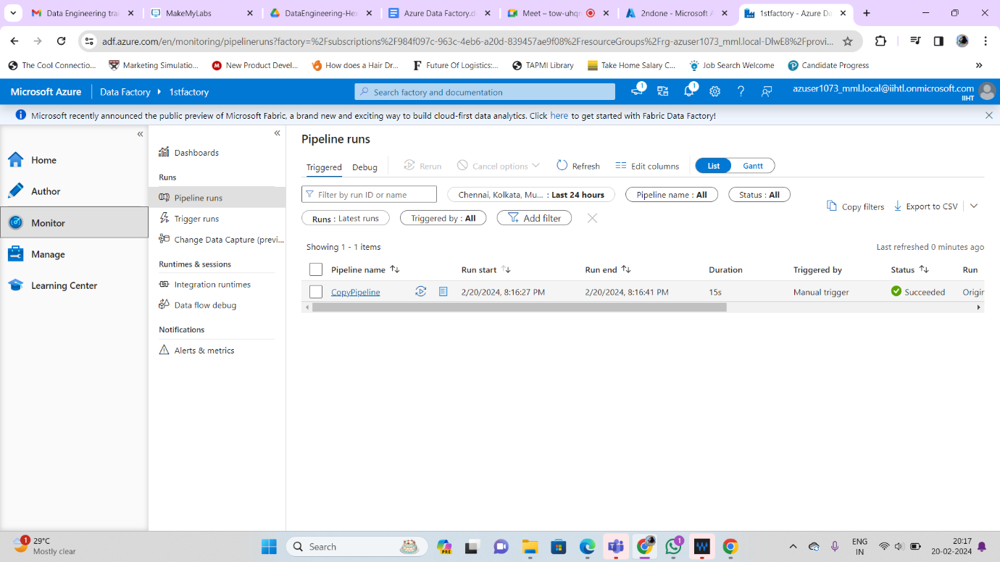 Data Engineering trai
MakeMyLabs
DataEngineering-Hex
Azure Data Factory.d
Meet – tow-uhqr
2ndone - Microsoft A
1stfactory - Azure Da
adf.azure.com/en/monitoring/pipelineruns?factory=%2Fsubscriptions%2F984f097c-963c-4eb6-a20d-839457ae9f08%2FresourceGroups%2Frg-azuser1073_mml.local-DlwE8%2Fprovi...
The Cool Connectio...
Marketing Simulatio...
New Product Devel...
How does a Hair Dr...
Future Of Logistics:...
TAPMI Library
Take Home Salary C...
Job Search Welcome
Candidate Progress
Microsoft Azure
Data Factory
1stfactory
Search factory and documentation
1
1
azuser1073_mml.local@iihtl.onmicrosoft.com
IIHT
Microsoft recently announced the public preview of Microsoft Fabric, a brand new and exciting way to build cloud-first data analytics. Click here to get started with Fabric Data Factory!
Home
Author
Monitor
Manage
Learning Center
Dashboards
Runs
Pipeline runs
Trigger runs
Change Data Capture (previ...
Runtimes & sessions
Integration runtimes
Data flow debug
Notifications
Alerts & metrics
Pipeline runs
Triggered
Debug
Rerun
Cancel options
Refresh
Edit columns
List
Gantt
Filter by run ID or name
Chennai, Kolkata, Mu... : Last 24 hours
Pipeline name : All
Status : All
Runs : Latest runs
Triggered by : All
Add filter
Copy filters
Export to CSV
Showing 1 - 1 items
Last refreshed 0 minutes ago
Pipeline name
Run start
Run end
Duration
Triggered by
Status
Run
CopyPipeline
2/20/2024, 8:16:27 PM
2/20/2024, 8:16:41 PM
15s
Manual trigger
Succeeded
Origin
1
29°C
Mostly clear
Search
PRE
1
ENG
IN
20:17
20-02-2024